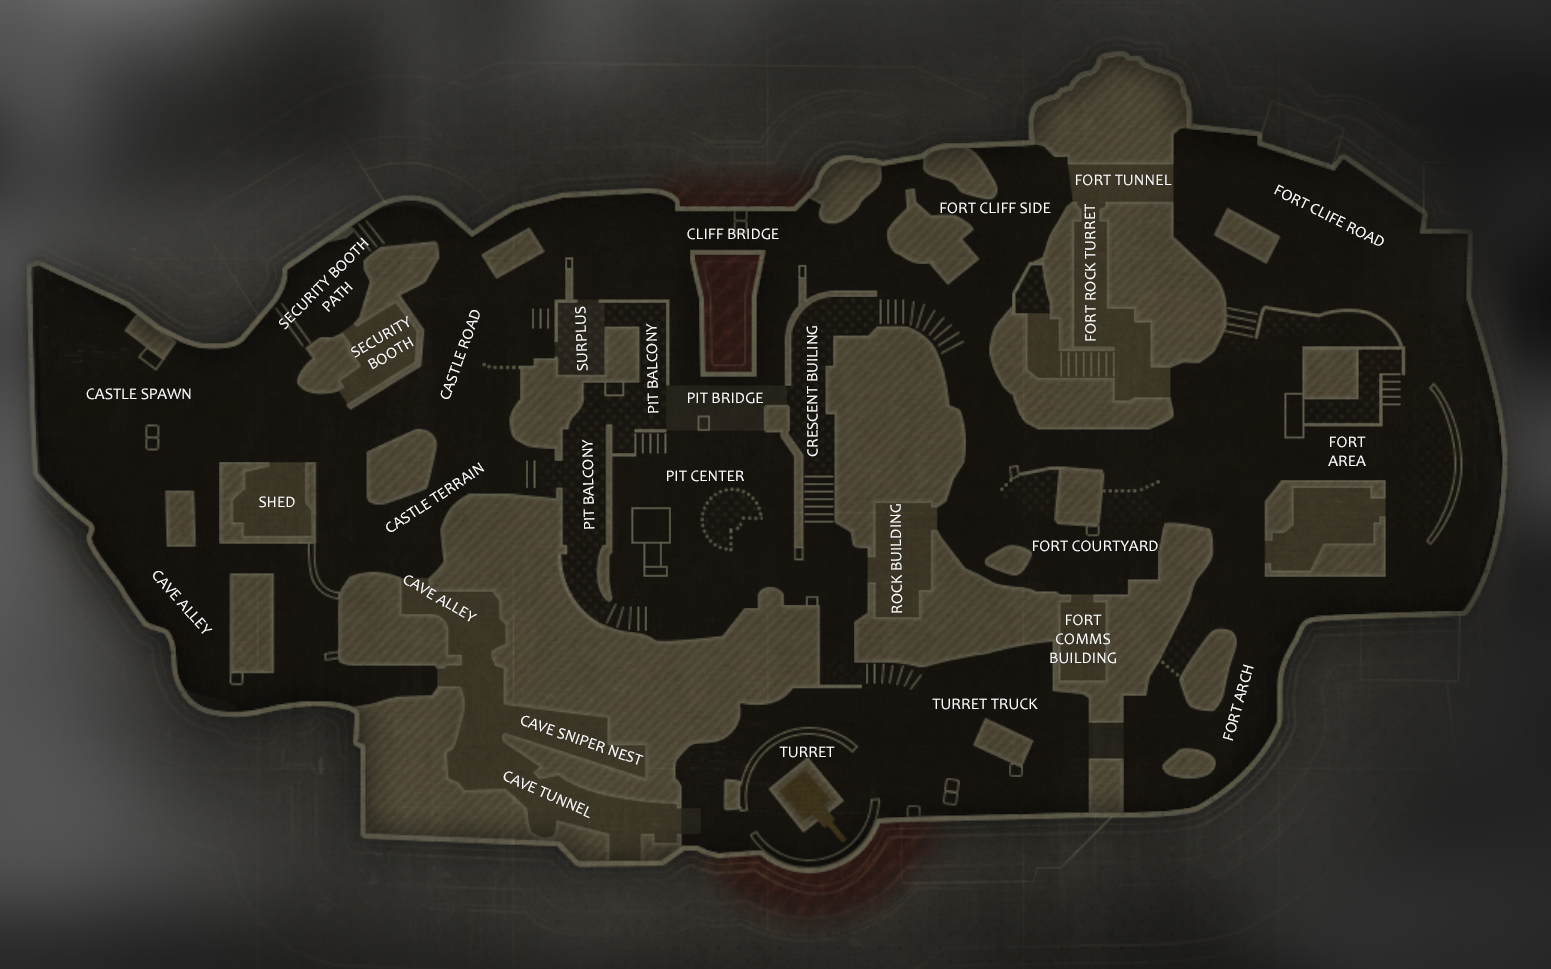 FORT TUNNEL
FORT CLIFF SIDE
FORT CLIFF ROAD
CLIFF BRIDGE
SECURITY BOOTH
PATH
FORT ROCK TURRET
SECURITY
BOOTH
CASTLE ROAD
SURPLUS
PIT BALCONY
CRESCENT BUILING
CASTLE SPAWN
PIT BRIDGE
FORT
AREA
PIT CENTER
PIT BALCONY
CASTLE TERRAIN
SHED
ROCK BUILDING
FORT COURTYARD
CAVE ALLEY
CAVE ALLEY
FORT
COMMS
BUILDING
TURRET TRUCK
FORT ARCH
CAVE SNIPER NEST
TURRET
CAVE TUNNEL